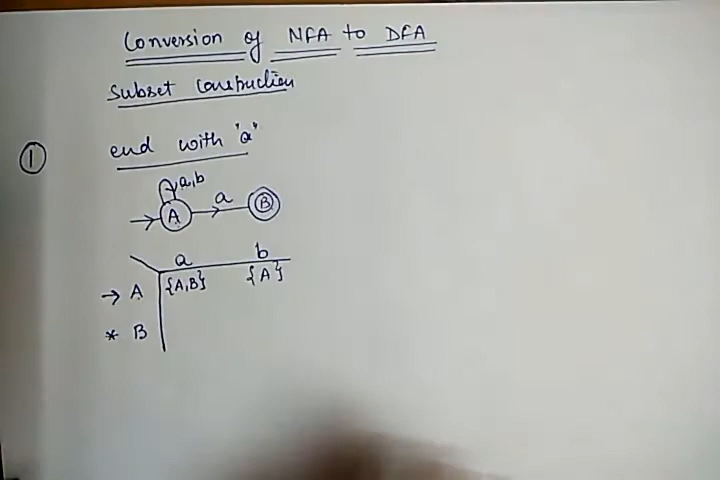 Conversion of NFA to DFA
Subset Construction
① end with 'a'
a,b
A a B
a b
→ A {A,B} {A}
* B